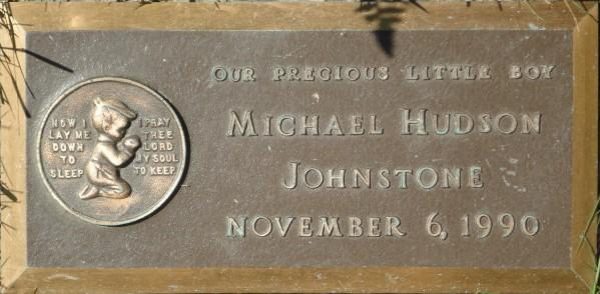 OUR PRECIOUS LITTLE BOY
MICHAEL HUDSON
JOHNSTONE
NOVEMBER 6, 1990
NOW I
LAY ME
DOWN
TO
SLEEP
I PRAY
THEE
LORD
MY SOUL
TO KEEP